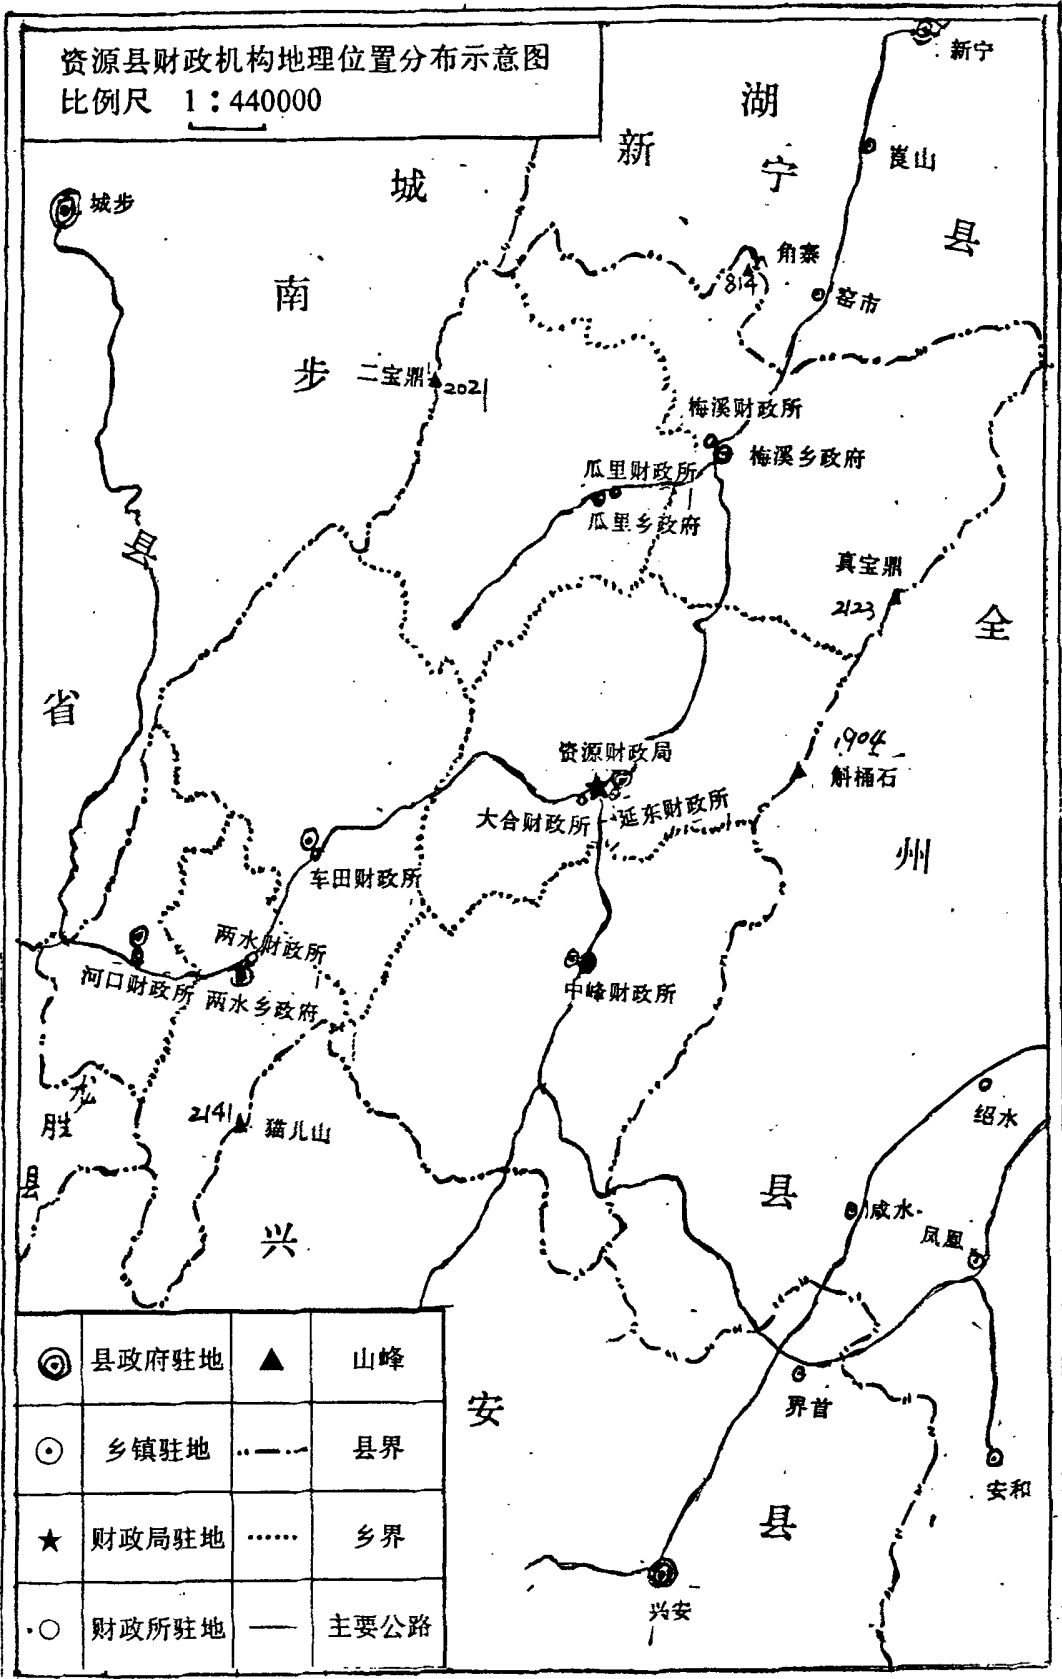 资源县财政机构地理位置分布示意图
比例尺 1:440000
新宁
湖
新
宁
崀山
城
城步
县
角寨
814
南
窑市
步
二宝鼎
2021
梅溪财政所
梅溪乡政府
瓜里财政所
瓜里乡政府
县
真宝鼎
2123
全
省
1904
资源财政局
斛桶石
大合财政所
延东财政所
州
车田财政所
两水财政所
河口财政所
两水乡政府
中峰财政所
龙
胜
县
2141
猫儿山
绍水
县
咸水
凤凰
兴
县政府驻地
山峰
乡镇驻地
县界
财政局驻地
乡界
财政所驻地
主要公路
安
界首
安和
县
兴安